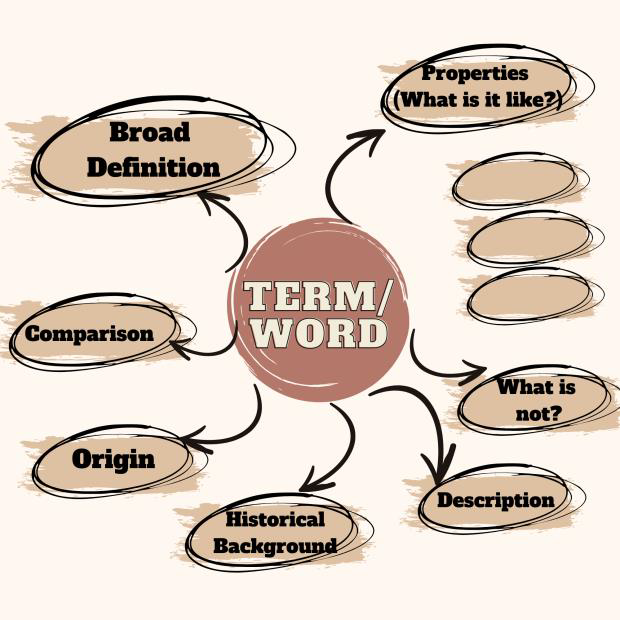 Properties
(What is it like?)
Broad
Definition
TERM/
WORD
Comparison
What is
not?
Origin
Description
Historical
Background